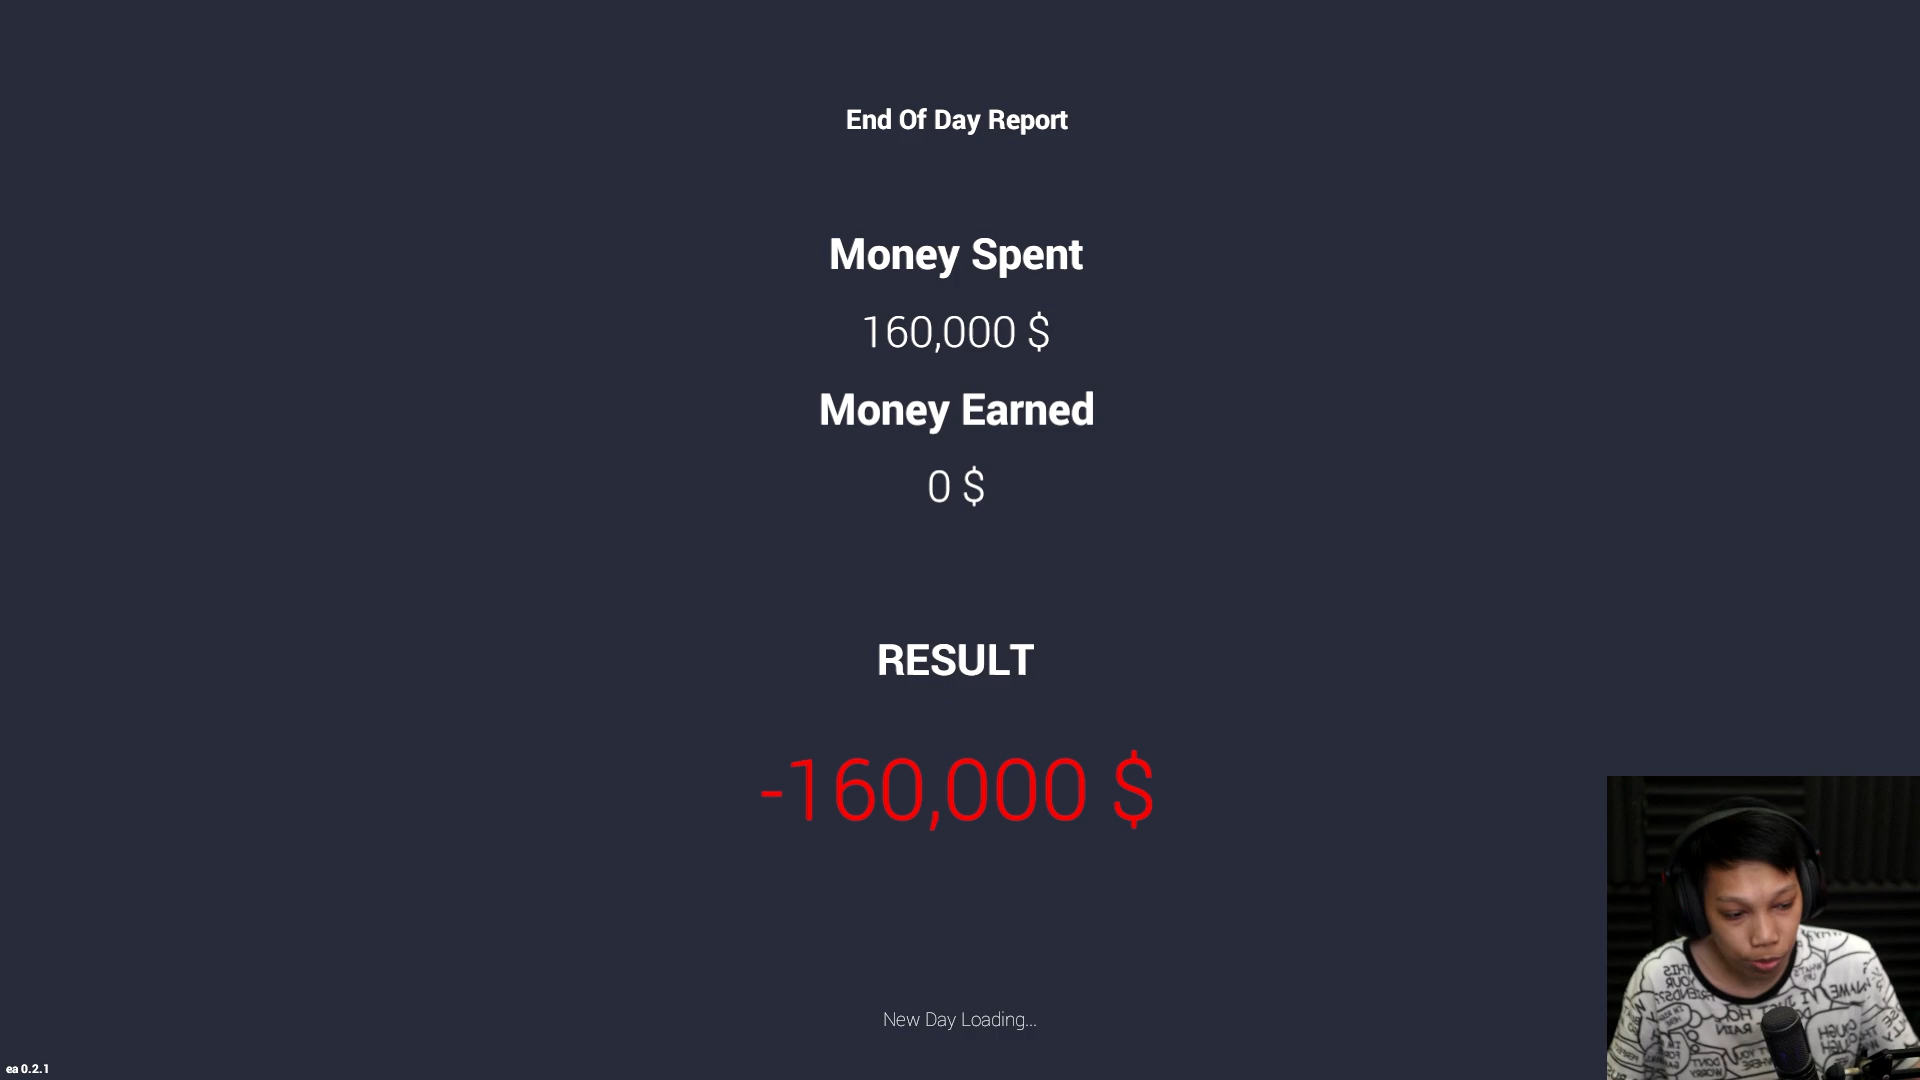 End Of Day Report
Money Spent
160,000 $
Money Earned
0 $
RESULT
-160,000 $
New Day Loading...
ea 0.2.1